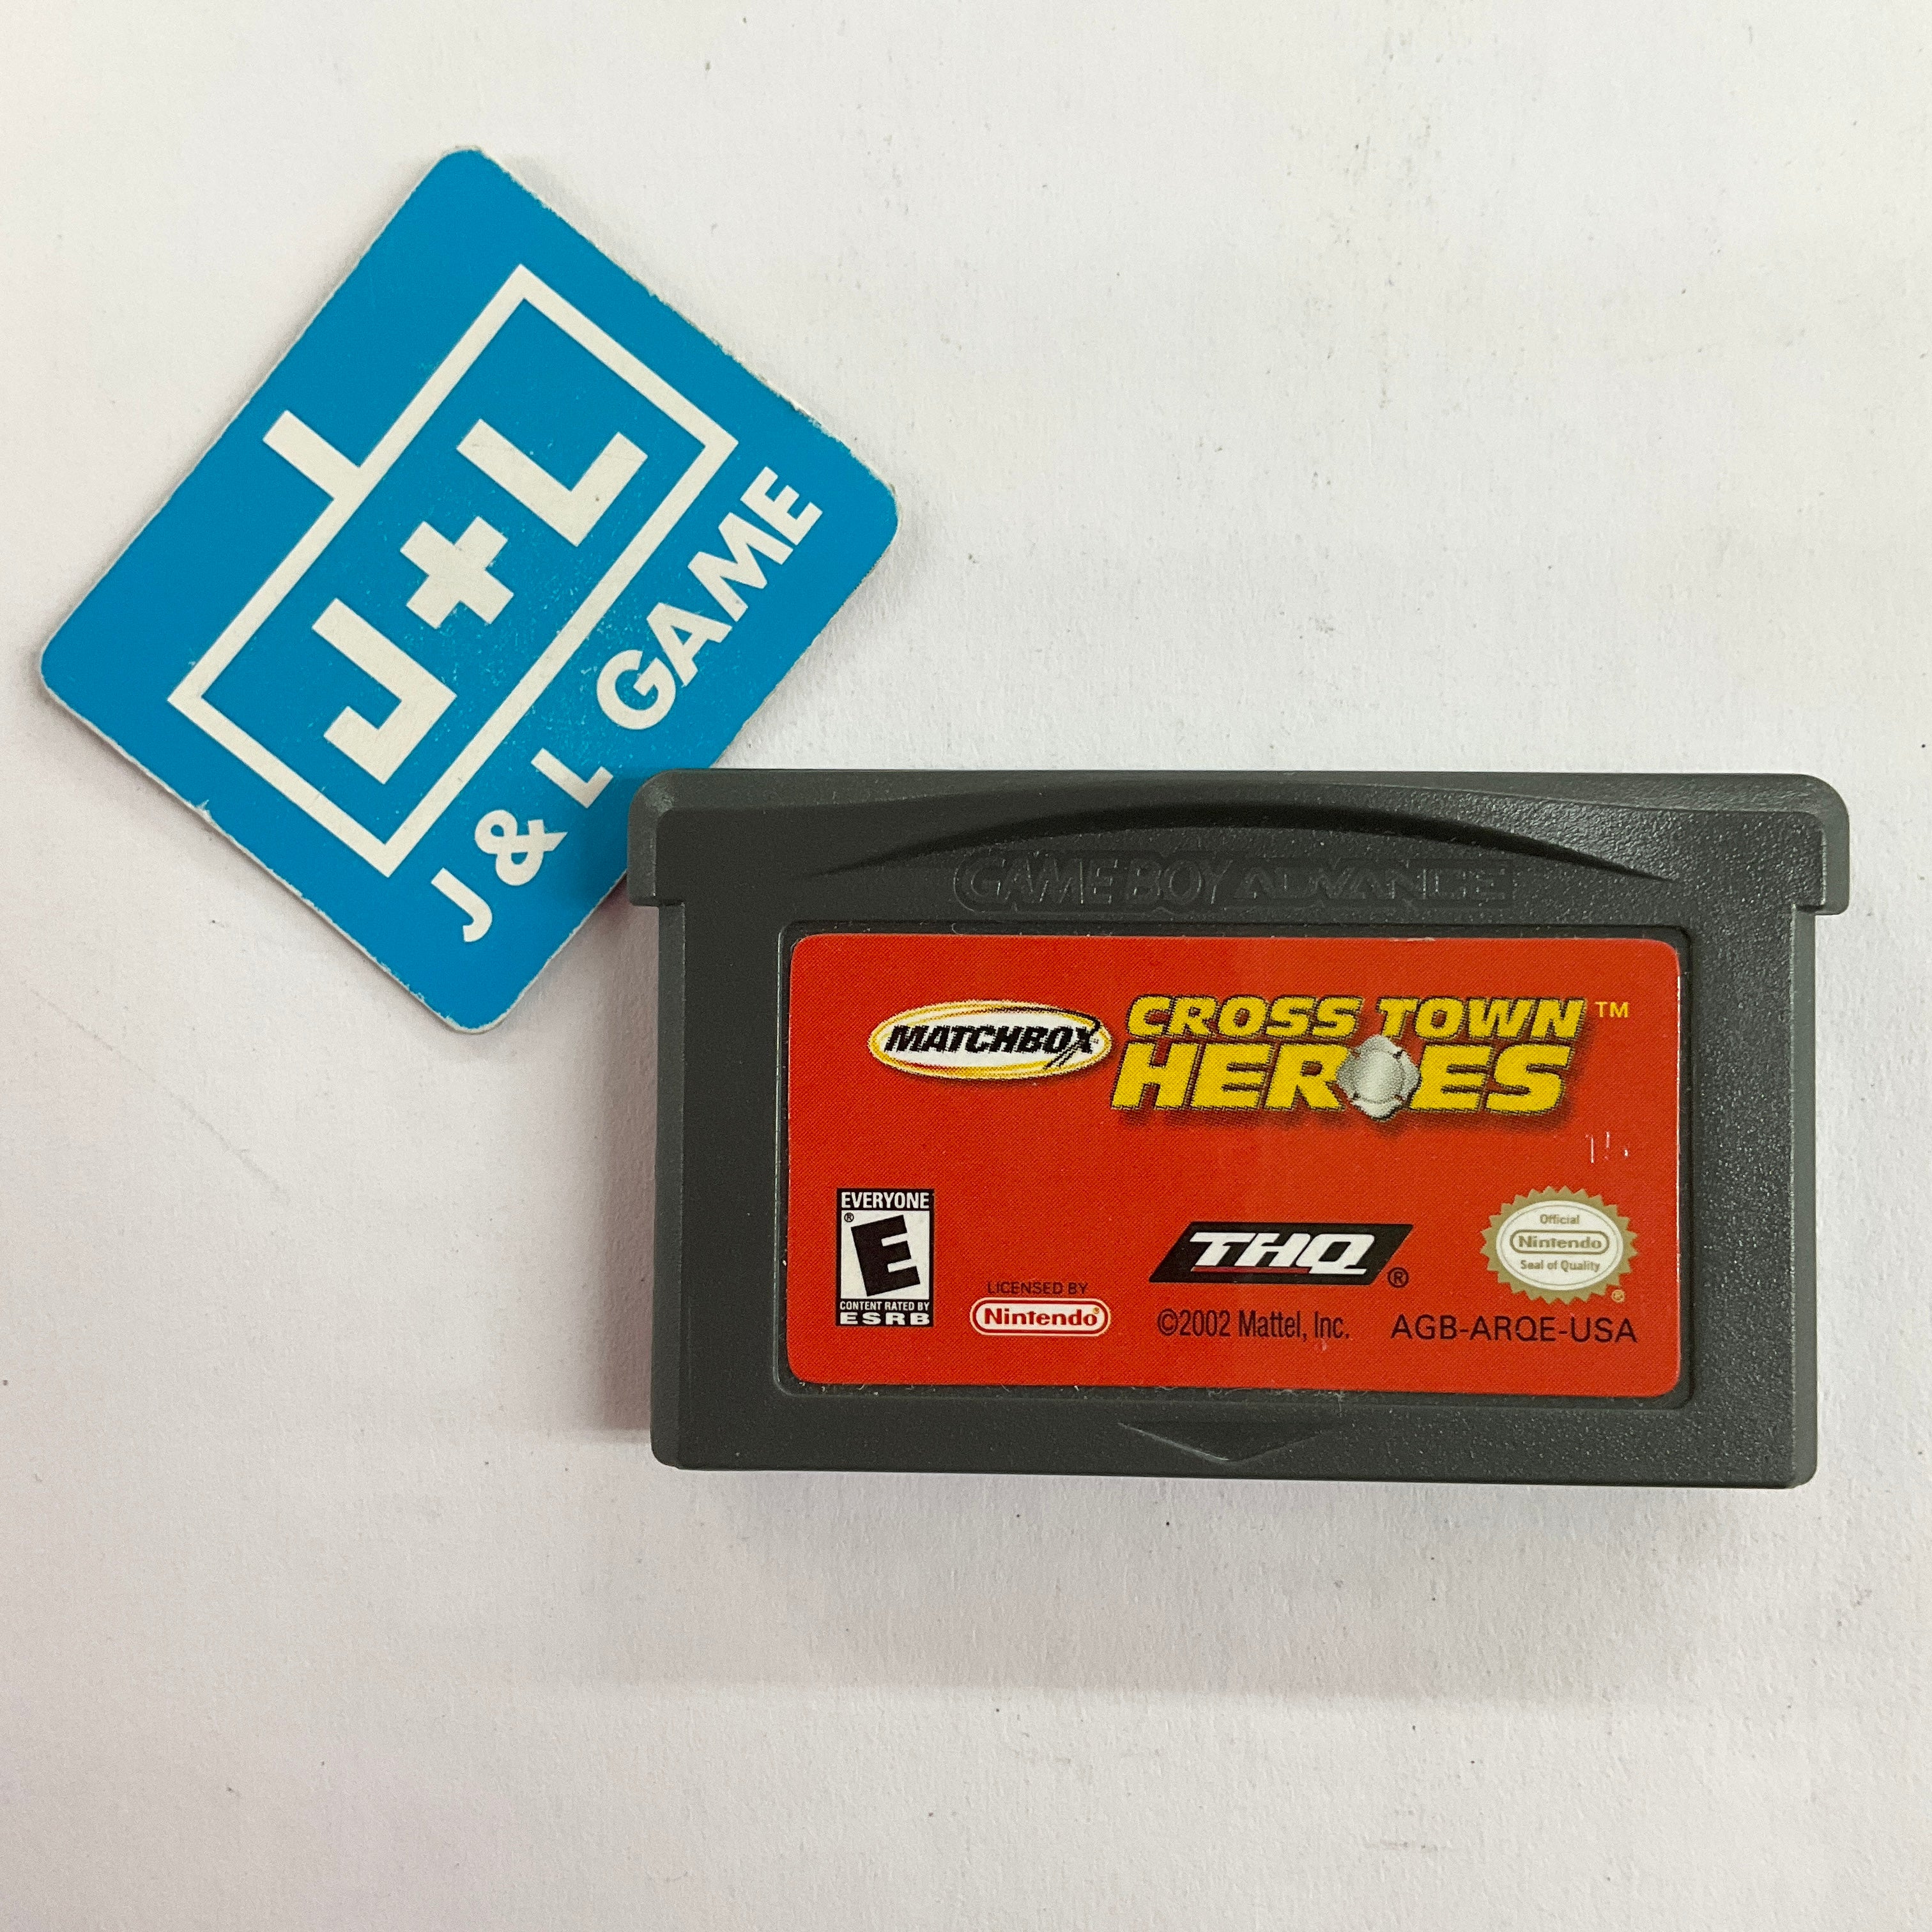 J+L
J & L GAME
GAME BOY ADVANCE
MATCHBOX
CROSS TOWN™
HEROES
15
EVERYONE
E®
CONTENT RATED BY
ESRB
LICENSED BY
Nintendo®
THQ®
©2002 Mattel, Inc.
AGB-ARQE-USA
Official
Nintendo
Seal of Quality®